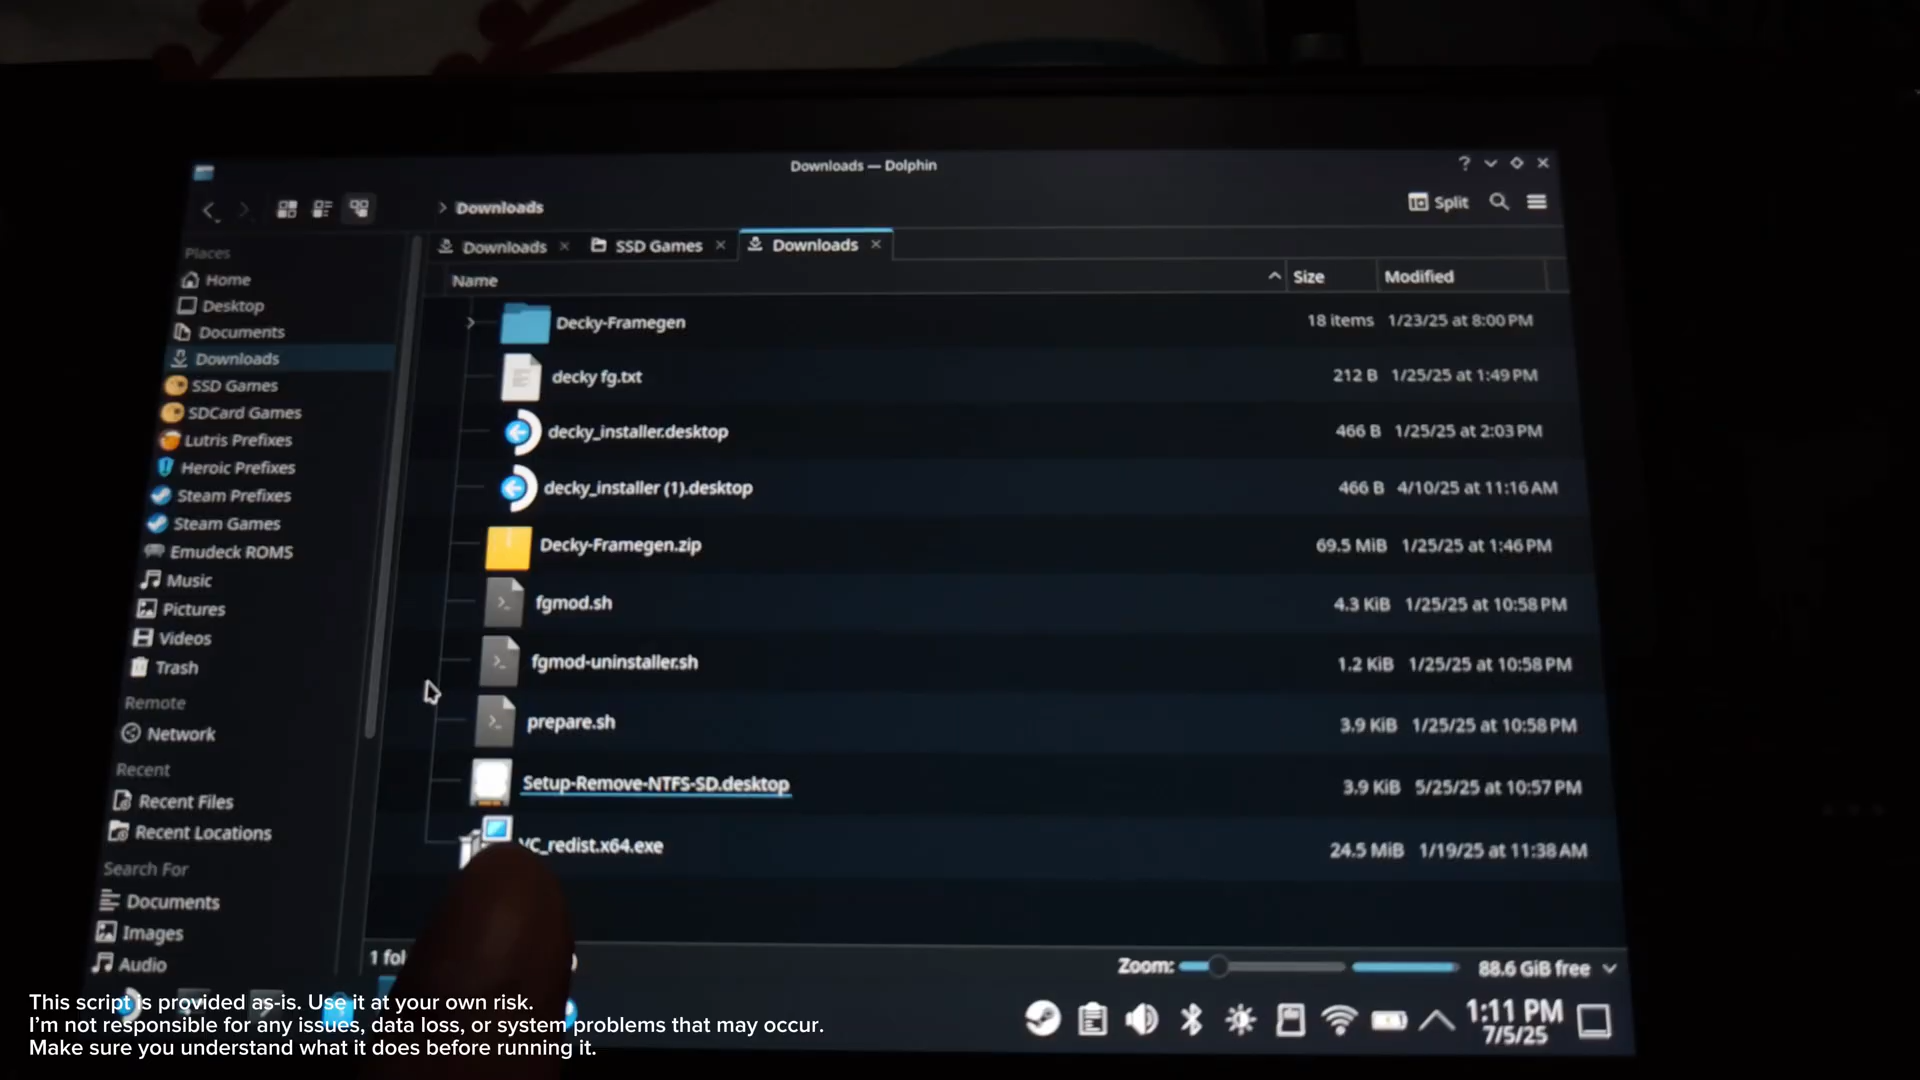 Downloads — Dolphin
Downloads
Split
Downloads
SSD Games
Downloads
Name
Size
Modified
Places
Home
Desktop
Documents
Downloads
SSD Games
SDCard Games
Lutris Prefixes
Heroic Prefixes
Steam Prefixes
Steam Games
Emudeck ROMS
Music
Pictures
Videos
Trash
Remote
Network
Recent
Recent Files
Recent Locations
Search For
Documents
Images
Audio
Decky-Framegen 18 items 1/23/25 at 8:00 PM
decky fg.txt 212 B 1/25/25 at 1:49 PM
decky_installer.desktop 466 B 1/25/25 at 2:03 PM
decky_installer (1).desktop 466 B 4/10/25 at 11:16 AM
Decky-Framegen.zip 69.5 MiB 1/25/25 at 1:46 PM
fgmod.sh 4.3 KiB 1/25/25 at 10:58 PM
fgmod-uninstaller.sh 1.2 KiB 1/25/25 at 10:58 PM
prepare.sh 3.9 KiB 1/25/25 at 10:58 PM
Setup-Remove-NTFS-SD.desktop 3.9 KiB 5/25/25 at 10:57 PM
VC_redist.x64.exe 24.5 MiB 1/19/25 at 11:38 AM
1 fol
Zoom:
88.6 GiB free
1:11 PM
7/5/25
This script is provided as-is. Use it at your own risk.
I'm not responsible for any issues, data loss, or system problems that may occur.
Make sure you understand what it does before running it.